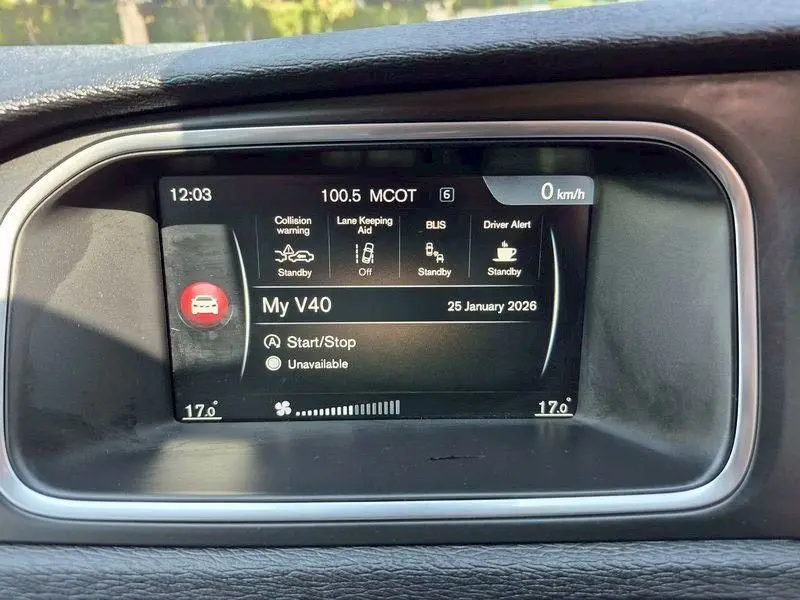 12:03 100.5 MCOT 6 0 km/h
Collision warning
Standby
Lane Keeping Aid
Off
BLIS
Standby
Driver Alert
Standby
My V40 25 January 2026
A Start/Stop
Unavailable
17.0° 17.0°